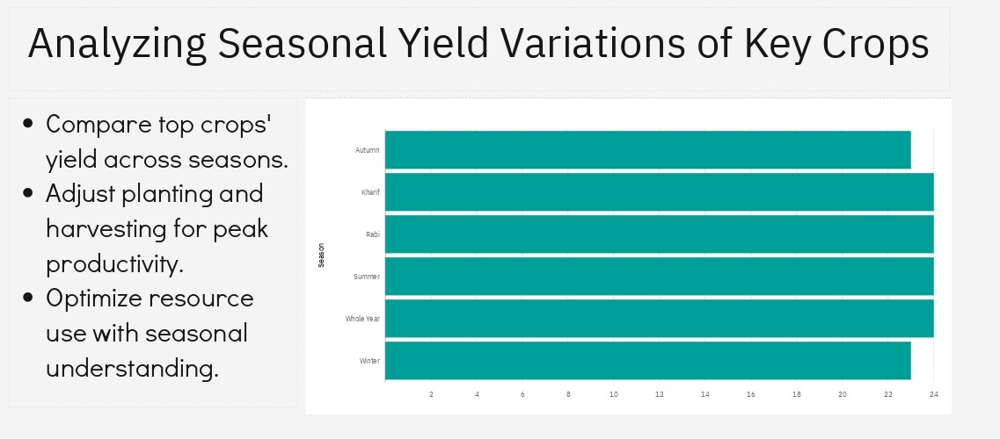 Analyzing Seasonal Yield Variations of Key Crops
• Compare top crops'
yield across seasons.
• Adjust planting and
harvesting for peak
productivity.
• Optimize resource
use with seasonal
understanding.
Season
Autumn
Kharif
Rabi
Summer
Whole Year
Winter
2 4 6 8 10 12 14 16 18 20 22 24